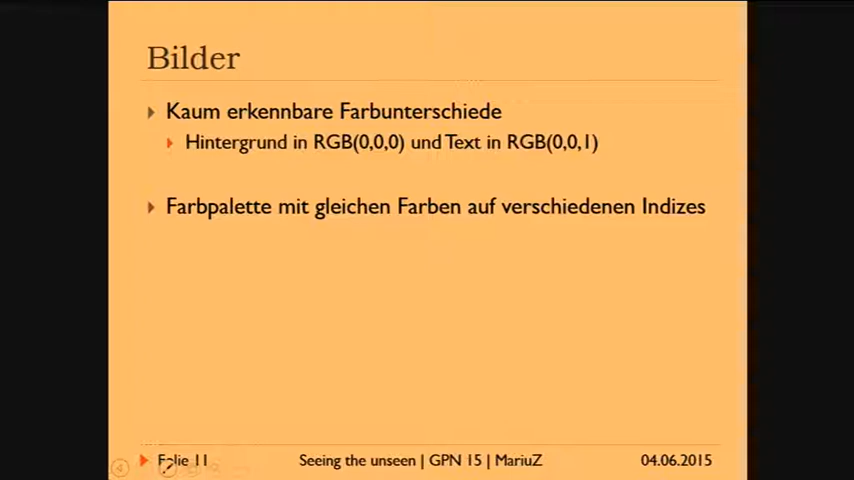 Bilder
Kaum erkennbare Farbunterschiede
Hintergrund in RGB(0,0,0) und Text in RGB(0,0,1)
Farbpalette mit gleichen Farben auf verschiedenen Indizes
Folie 11
Seeing the unseen | GPN 15 | MariuZ
04.06.2015